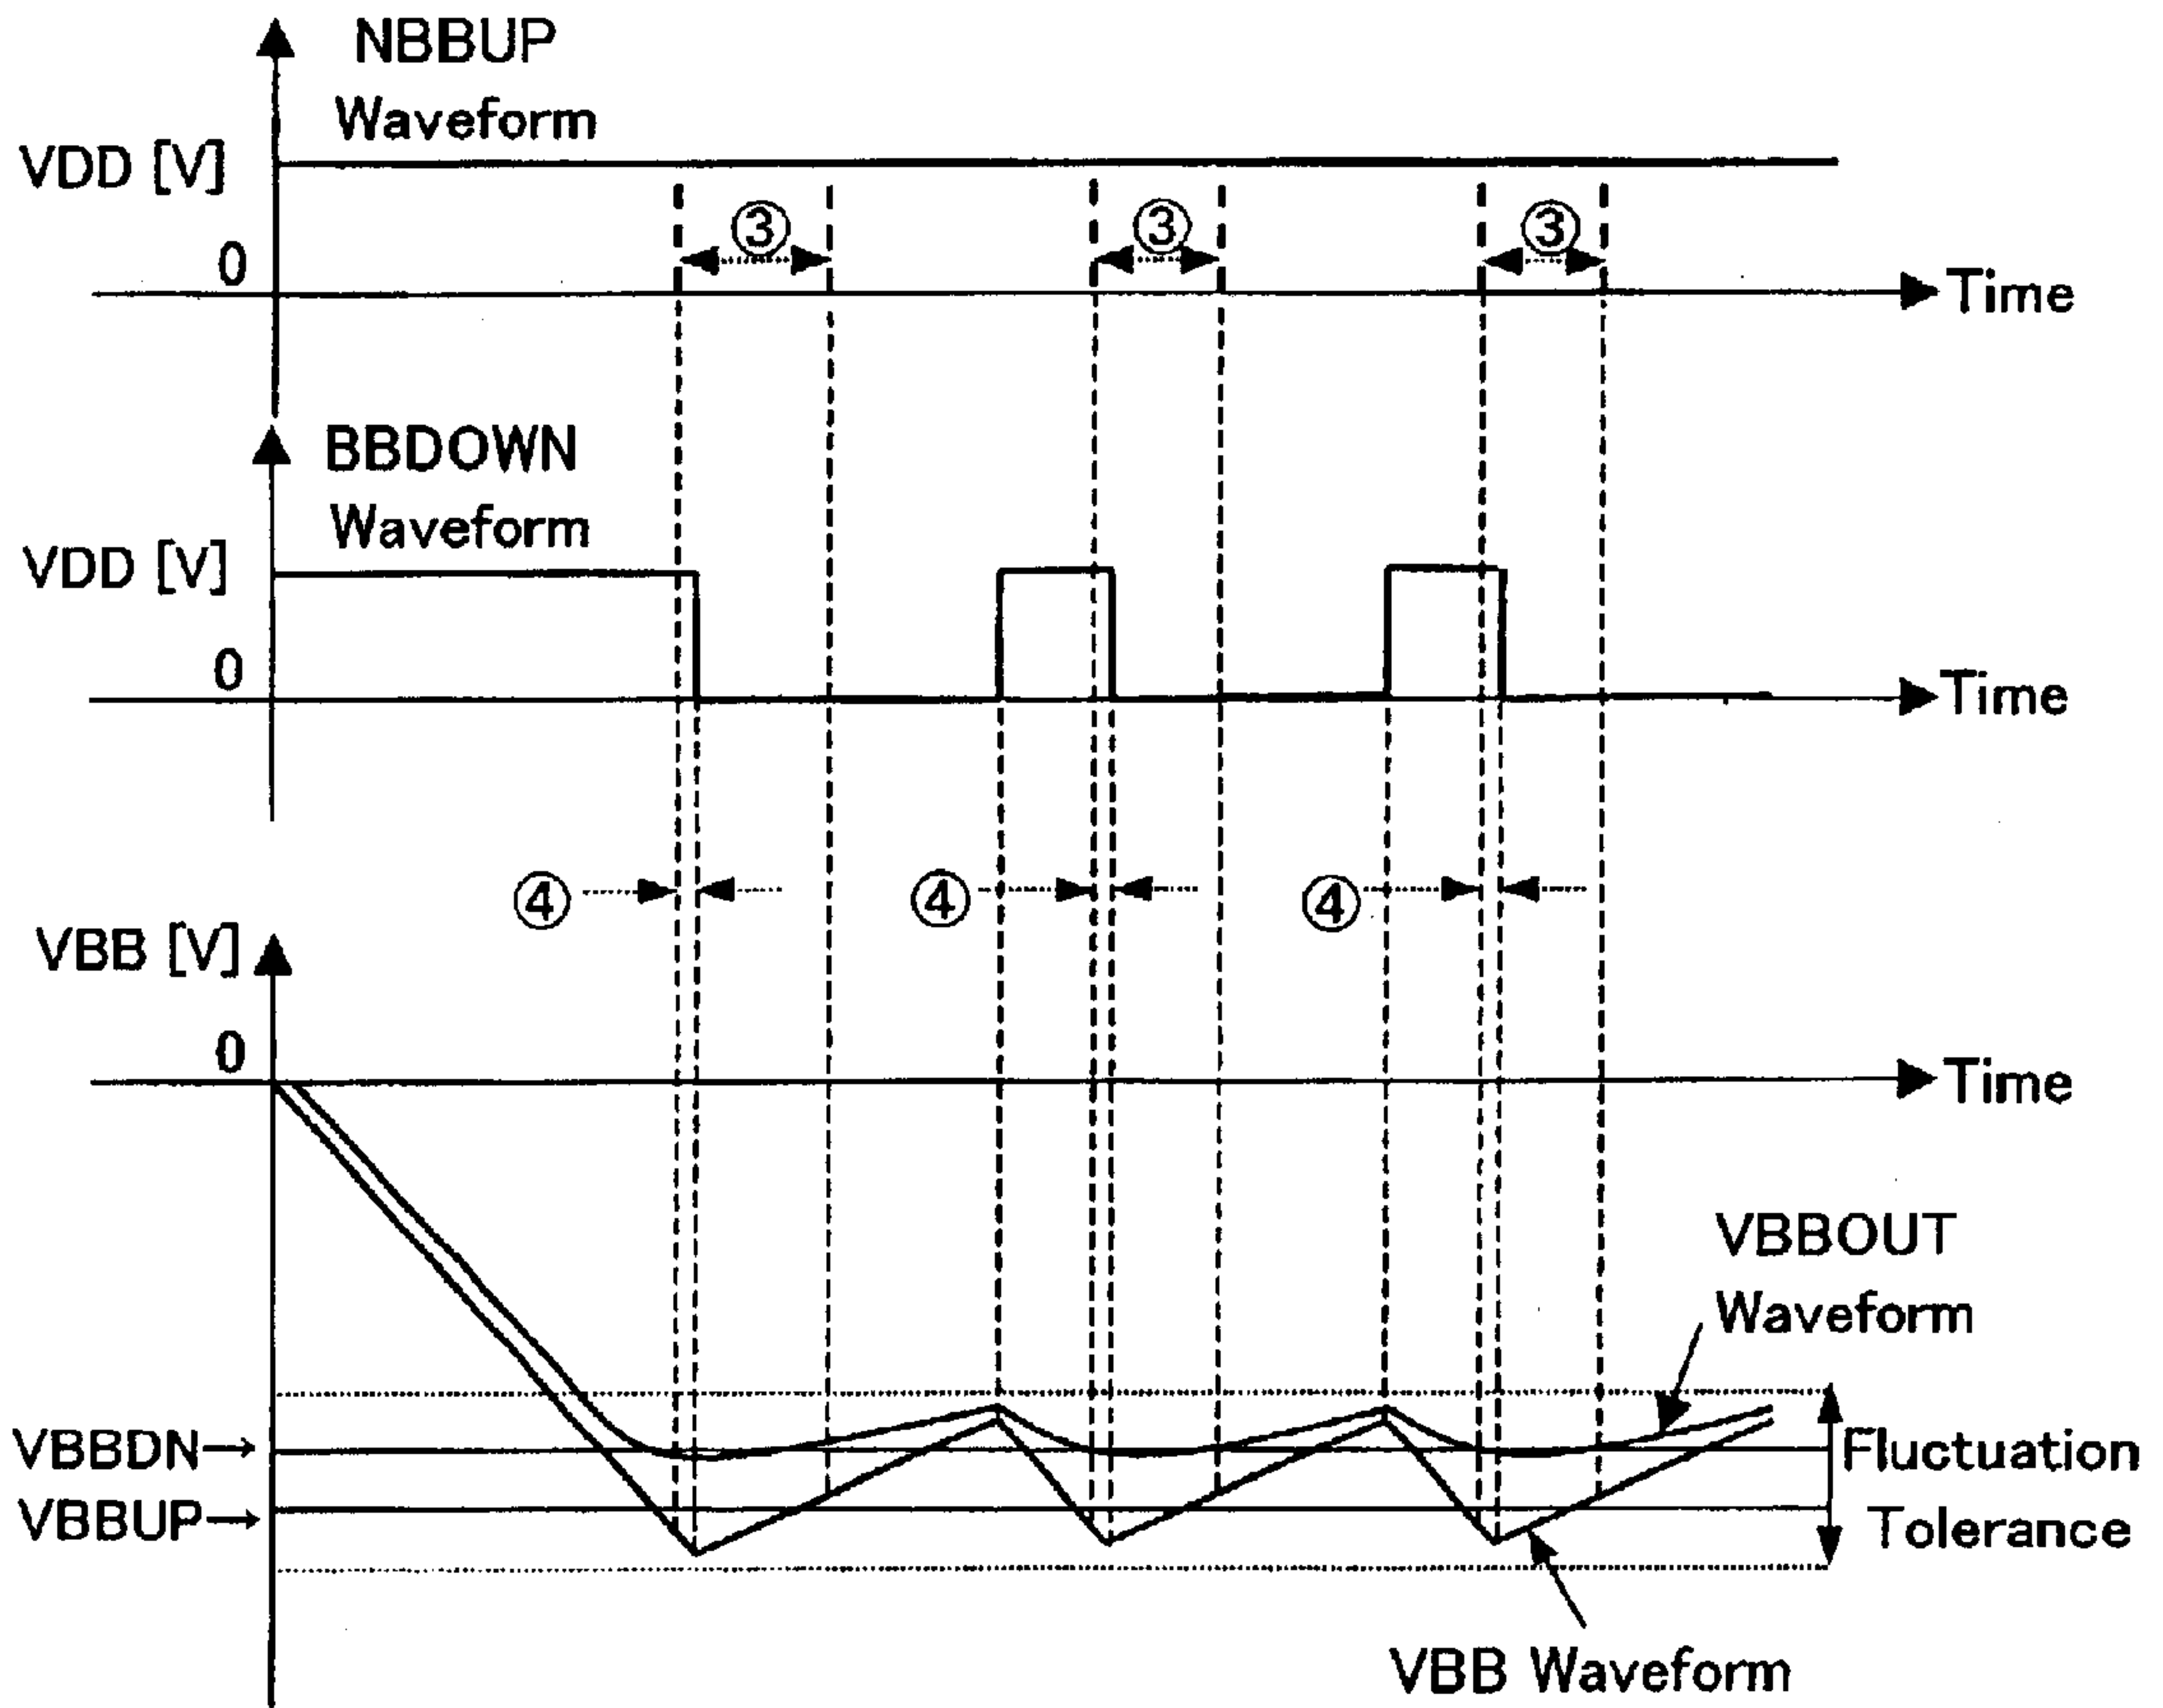 NBBUP
Waveform
VDD [V]
③ ③ ③
0
Time
BBDOWN
Waveform
VDD [V]
0
Time
④ ④ ④
VBB [V]
0
Time
VBBOUT
Waveform
VBBDN→
Fluctuation
VBBUP→
Tolerance
VBB Waveform